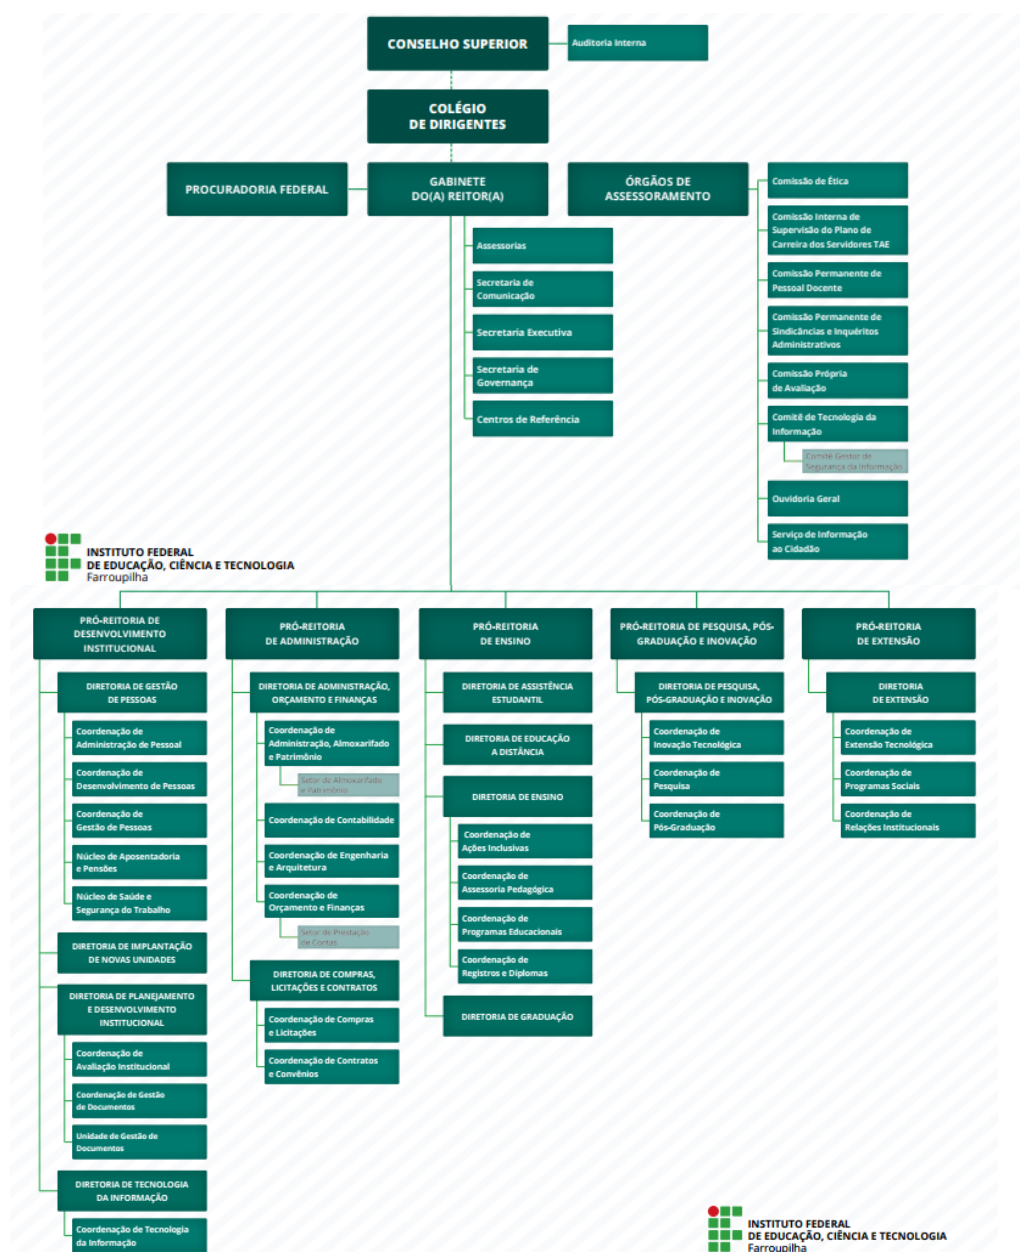 CONSELHO SUPERIOR
Auditoria Interna
COLÉGIO
DE DIRIGENTES
PROCURADORIA FEDERAL
GABINETE
DO(A) REITOR(A)
ÓRGÃOS DE
ASSESSORAMENTO
Assessorias
Secretaria de
Comunicação
Secretaria Executiva
Secretaria de
Governança
Centros de Referência
Comissão de Ética
Comissão Interna de
Supervisão do Plano de
Carreira dos Servidores TAE
Comissão Permanente de
Pessoal Docente
Comissão Permanente de
Sindicâncias e Inquéritos
Administrativos
Comissão Própria
de Avaliação
Comitê de Tecnologia da
Informação
Comitê Gestor de
Segurança da Informação
Ouvidoria Geral
Serviço de Informação
ao Cidadão
INSTITUTO FEDERAL
DE EDUCAÇÃO, CIÊNCIA E TECNOLOGIA
Farroupilha
PRÓ-REITORIA DE
DESENVOLVIMENTO
INSTITUCIONAL
DIRETORIA DE GESTÃO
DE PESSOAS
Coordenação de
Administração de Pessoal
Coordenação de
Desenvolvimento de Pessoas
Coordenação de
Gestão de Pessoas
Núcleo de Aposentadoria
e Pensões
Núcleo de Saúde e
Segurança do Trabalho
DIRETORIA DE IMPLANTAÇÃO
DE NOVAS UNIDADES
DIRETORIA DE PLANEJAMENTO
E DESENVOLVIMENTO
INSTITUCIONAL
Coordenação de
Avaliação Institucional
Coordenação de Gestão
de Documentos
Unidade de Gestão de
Documentos
DIRETORIA DE TECNOLOGIA
DA INFORMAÇÃO
Coordenação de Tecnologia
da Informação
PRÓ-REITORIA
DE ADMINISTRAÇÃO
DIRETORIA DE ADMINISTRAÇÃO,
ORÇAMENTO E FINANÇAS
Coordenação de
Administração, Almoxarifado
e Patrimônio
Setor de Almoxarifado
e Patrimônio
Coordenação de Contabilidade
Coordenação de Engenharia
e Arquitetura
Coordenação de
Orçamento e Finanças
Setor de Prestação
de Contas
DIRETORIA DE COMPRAS,
LICITAÇÕES E CONTRATOS
Coordenação de Compras
e Licitações
Coordenação de Contratos
e Convênios
PRÓ-REITORIA
DE ENSINO
DIRETORIA DE ASSISTÊNCIA
ESTUDANTIL
DIRETORIA DE EDUCAÇÃO
A DISTÂNCIA
DIRETORIA DE ENSINO
Coordenação de
Ações Inclusivas
Coordenação de
Assessoria Pedagógica
Coordenação de
Programas Educacionais
Coordenação de
Registros e Diplomas
DIRETORIA DE GRADUAÇÃO
PRÓ-REITORIA DE PESQUISA, PÓS-
GRADUAÇÃO E INOVAÇÃO
DIRETORIA DE PESQUISA,
PÓS-GRADUAÇÃO E INOVAÇÃO
Coordenação de
Inovação Tecnológica
Coordenação de
Pesquisa
Coordenação de
Pós-Graduação
PRÓ-REITORIA
DE EXTENSÃO
DIRETORIA
DE EXTENSÃO
Coordenação de
Extensão Tecnológica
Coordenação de
Programas Sociais
Coordenação de
Relações Institucionais
INSTITUTO FEDERAL
DE EDUCAÇÃO, CIÊNCIA E TECNOLOGIA
Farroupilha